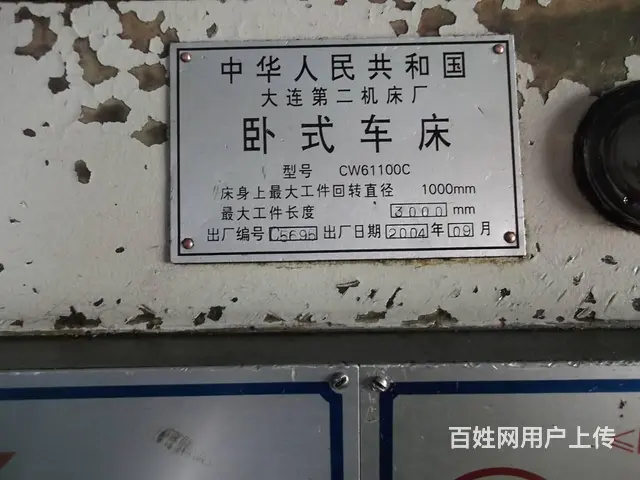 中华人民共和国
大连第二机床厂
卧式车床
型号 CW61100C
床身上最大工件回转直径 1000mm
最大工件长度 3000 mm
出厂编号 出厂日期 2004 年 09 月
百姓网用户上传